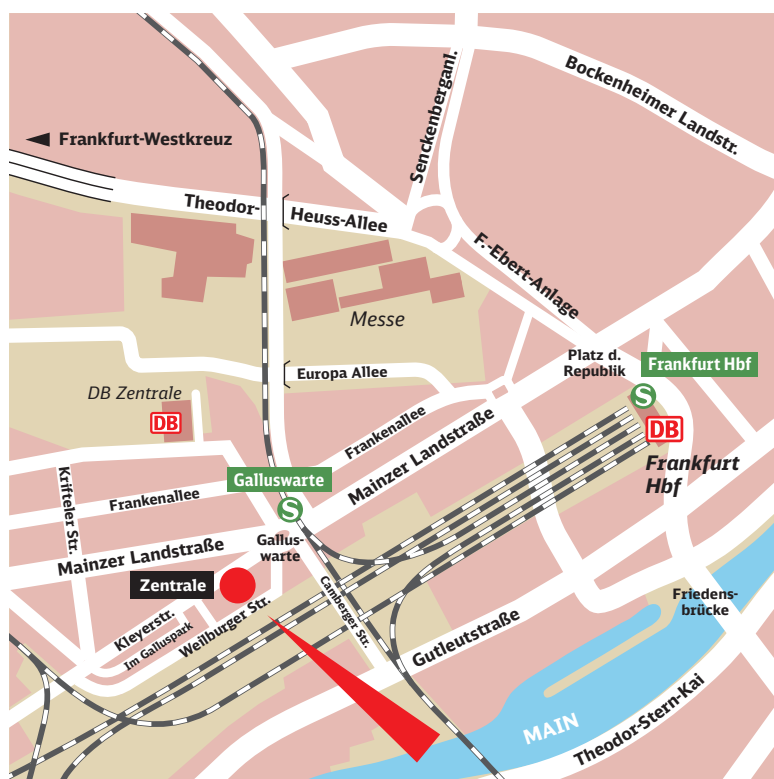 Bockenheimer Landstr.
Senckenberganl.
Frankfurt-Westkreuz
Theodor-
Heuss-Allee
F.-Ebert-Anlage
Messe
Platz d.
Republik
Frankfurt Hbf
S
Europa Allee
DB Zentrale
DB
DB
Frankfurt
Hbf
Frankenallee
Mainzer Landstraße
Krifteler Str.
Galluswarte
S
Frankenallee
Mainzer Landstraße
Gallus-
warte
Zentrale
Camberger Str.
Friedens-
brücke
Kleyerstr.
Im Galluspark
Weilburger Str.
Gutleutstraße
MAIN
Theodor-Stern-Kai